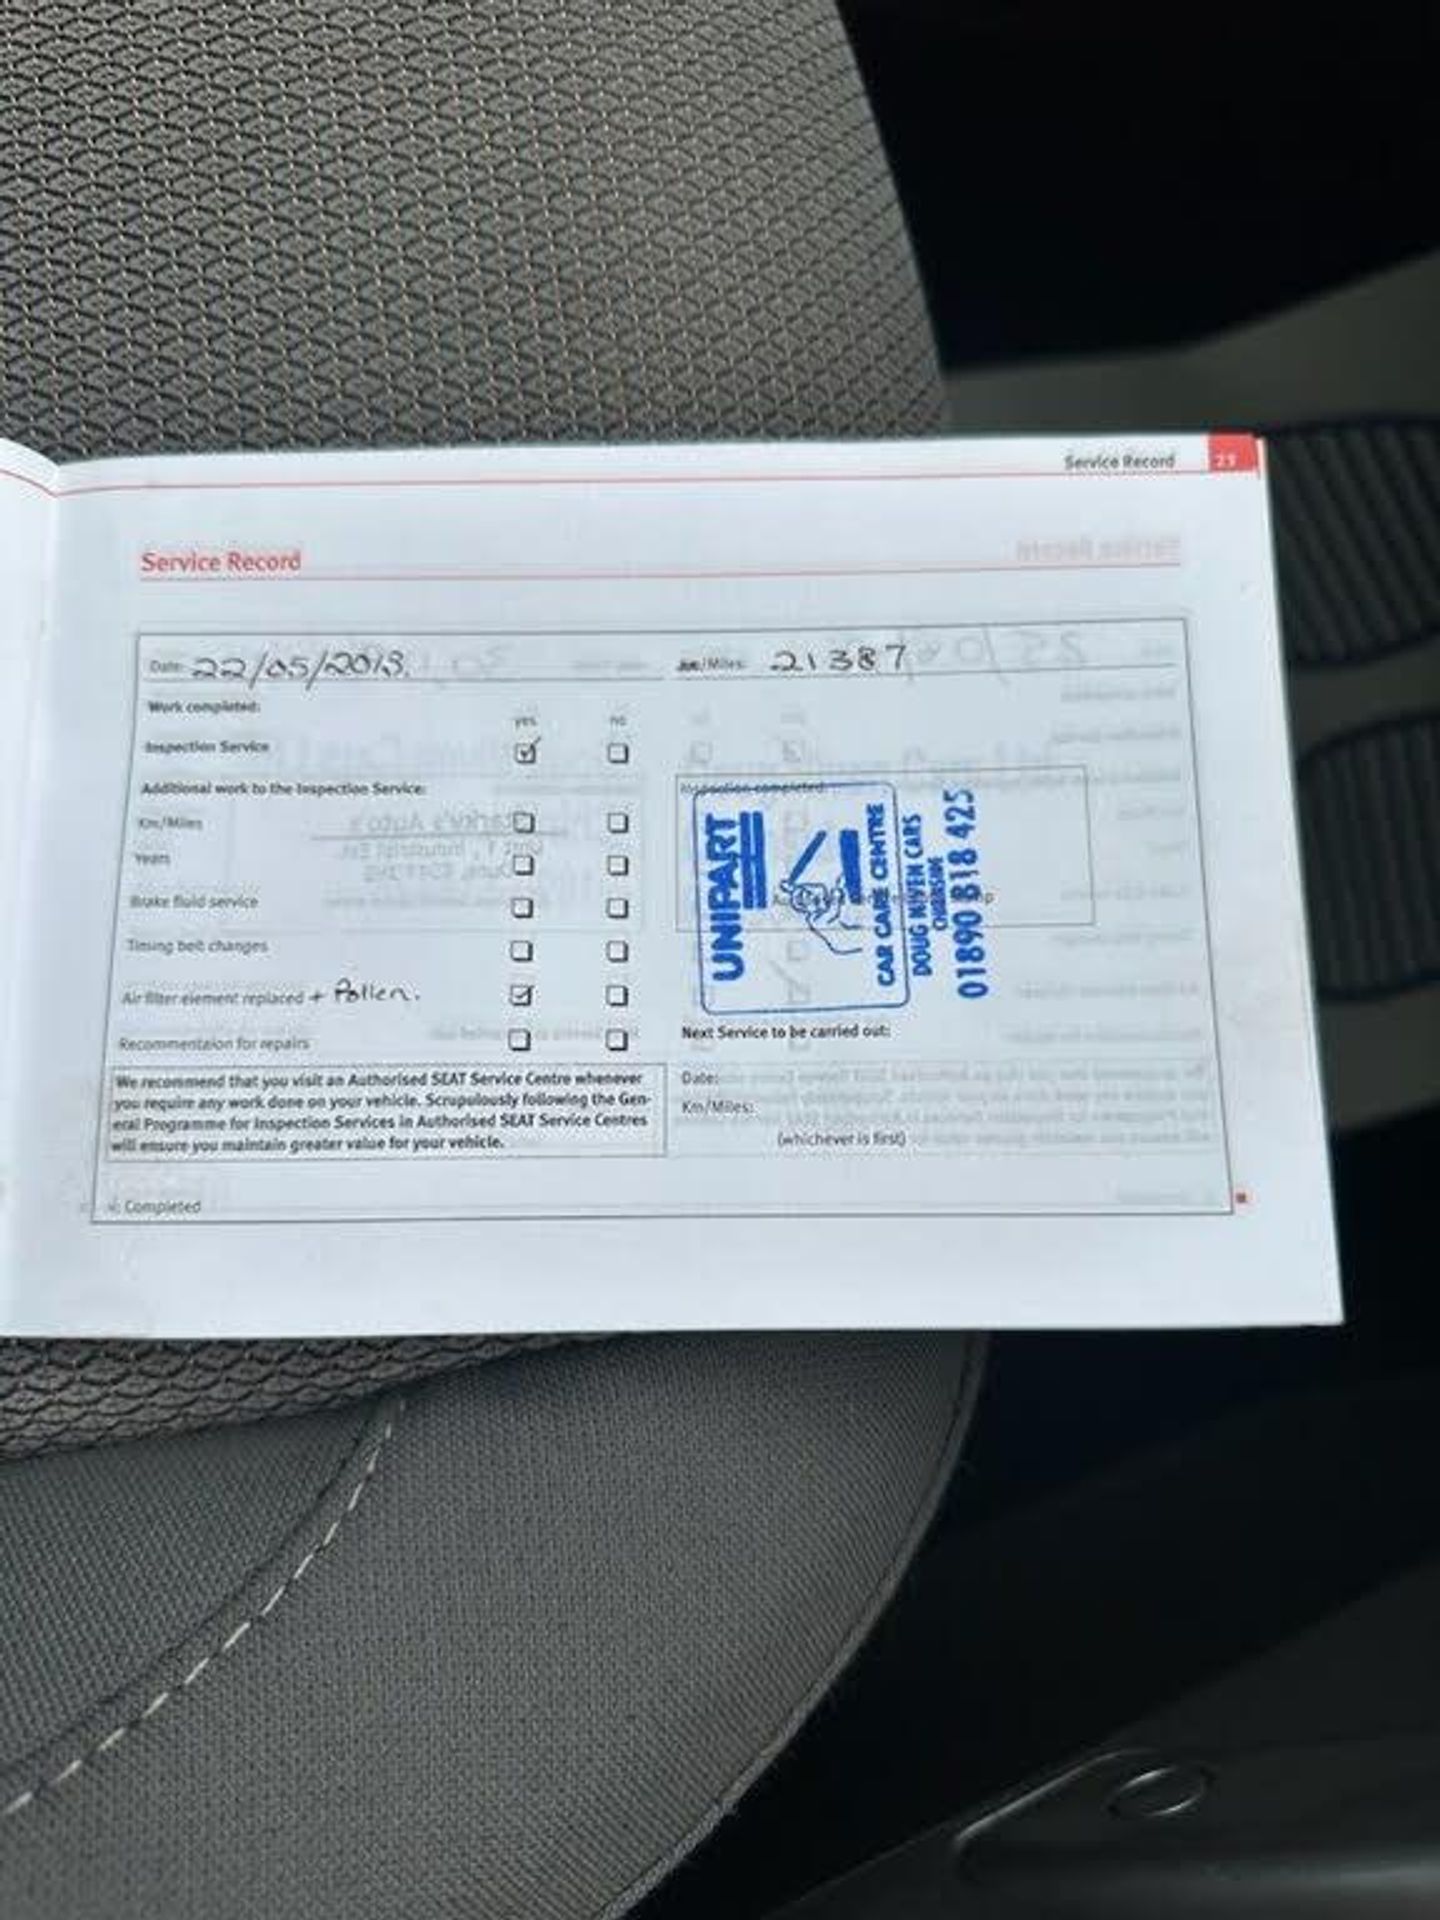 Service Record 23
Service Record
Date: 22/05/2013.
Km/Miles: 21387
Work completed:
yes no
Inspection Service
Additional work to the Inspection Service:
Km/Miles
Years
Brake fluid service
Timing belt changes
Air filter element replaced + Pollen.
Recommentaion for repairs
We recommend that you visit an Authorised SEAT Service Centre whenever
you require any work done on your vehicle. Scrupulously following the Gen-
eral Programme for Inspection Services in Authorised SEAT Service Centres
will ensure you maintain greater value for your vehicle.
Completed
Inspection completed:
UNIPART
CAR CARE CENTRE
DOUG NIVEN CARS
CHIRNSIDE
01890 818 425
Next Service to be carried out:
Date:
Km/Miles:
(whichever is first)